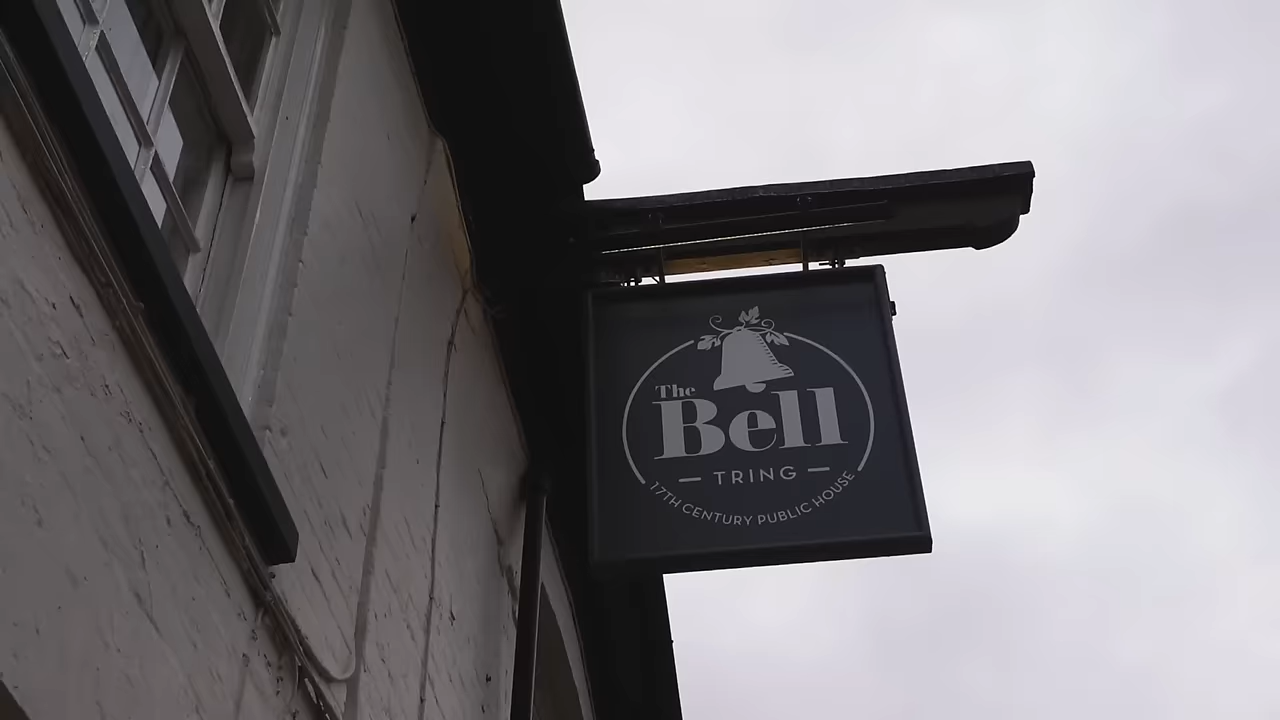 The
Bell
— TRING —
17TH CENTURY PUBLIC HOUSE